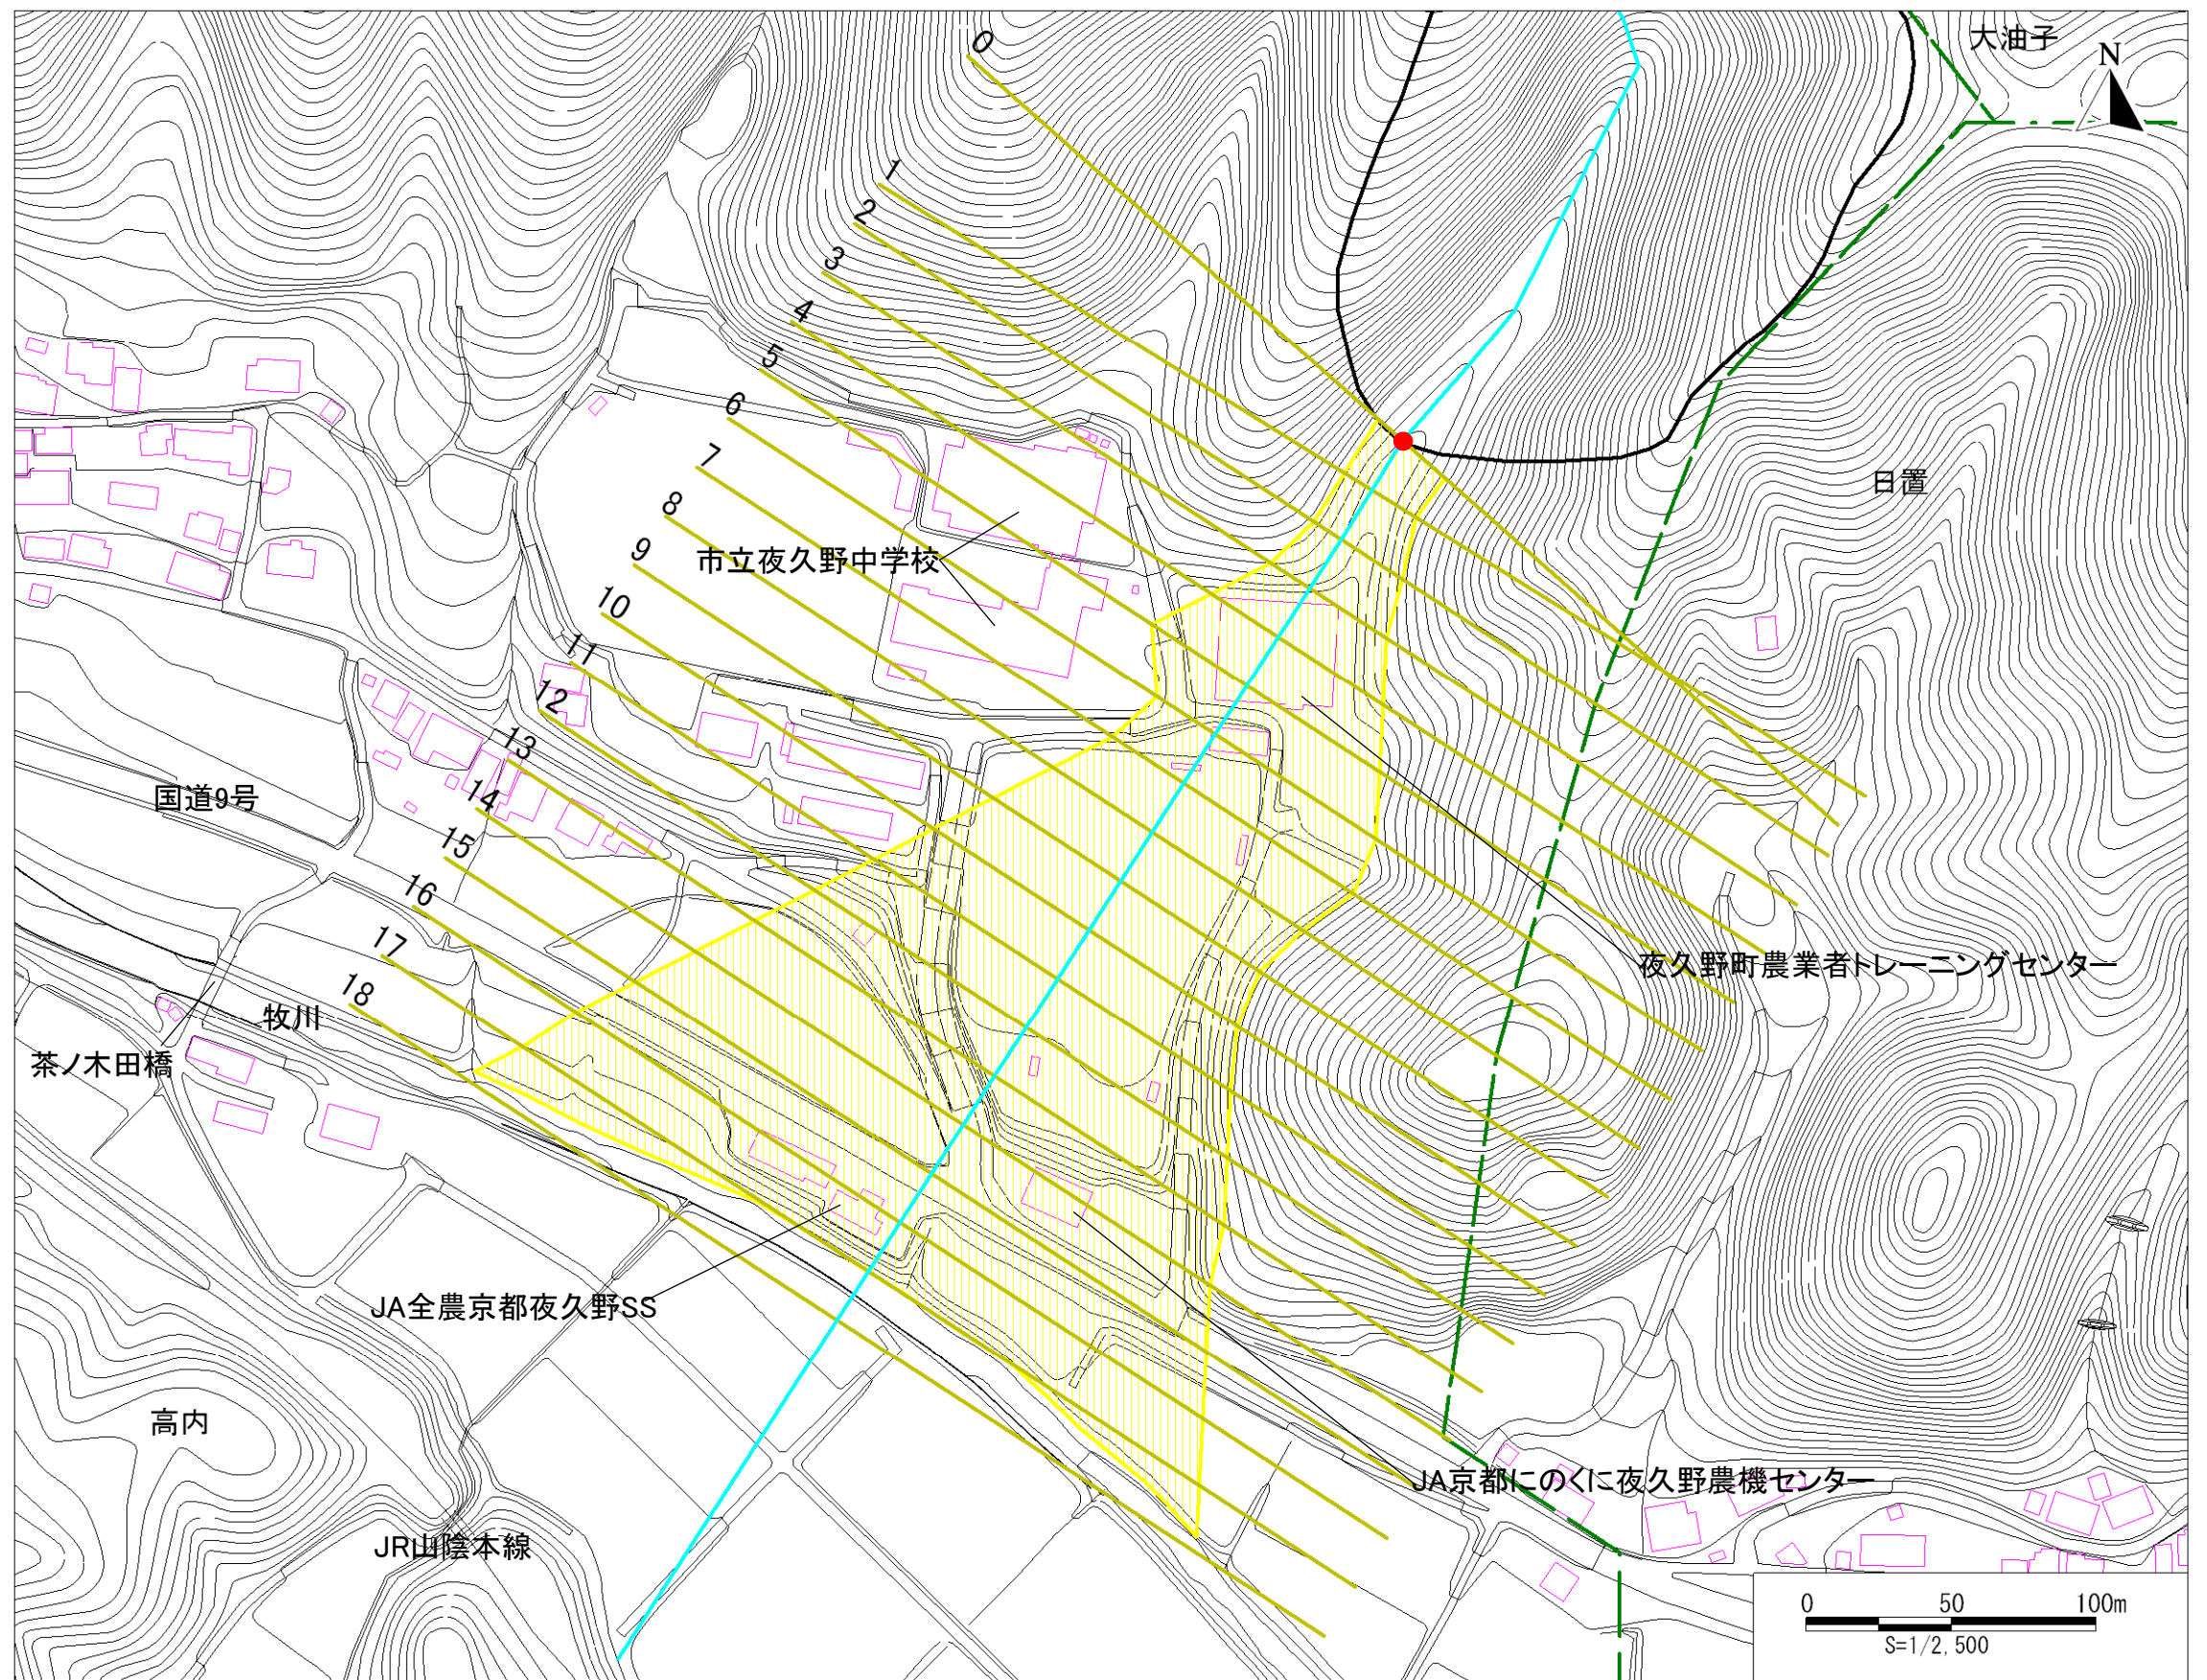 大油子
N
0
1
2
3
4
5
6
7
8
9
10
11
12
13
14
15
16
17
18
日置
市立夜久野中学校
国道9号
夜久野町農業者トレーニングセンター
牧川
茶ノ木田橋
JA全農京都夜久野SS
高内
JA京都にのくに夜久野農機センター
JR山陰本線
0 50 100m
S=1/2,500